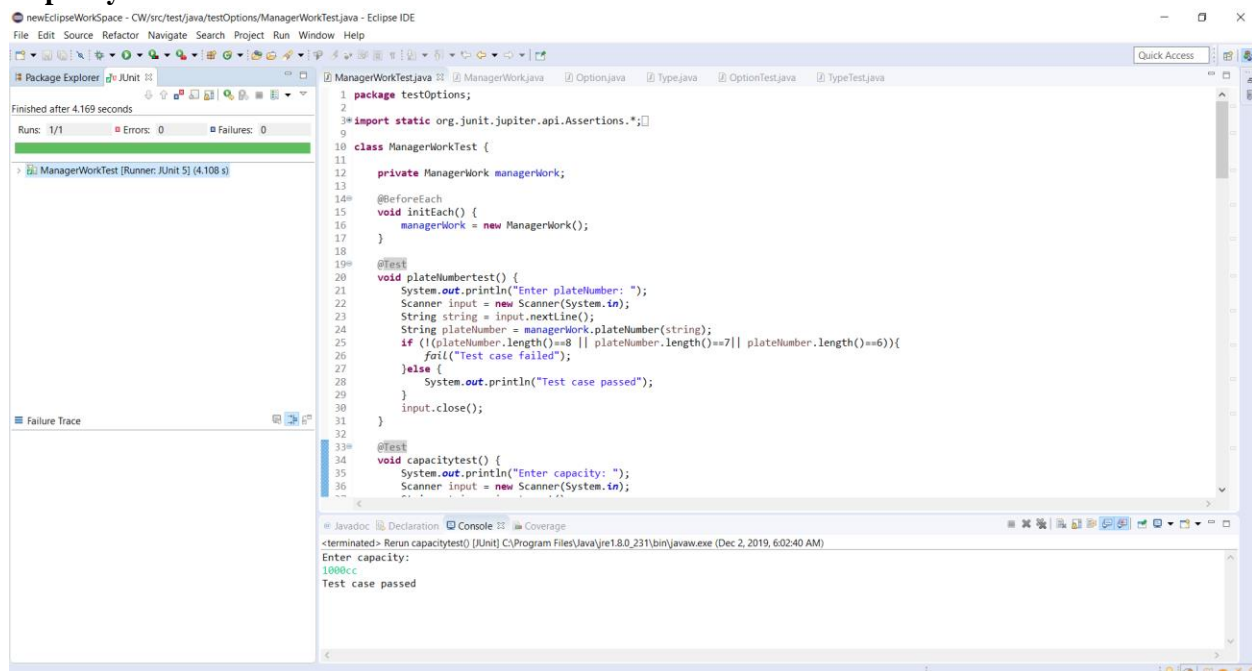 newEclipseWorkSpace - CW/src/test/java/testOptions/ManagerWorkTest.java - Eclipse IDE
File Edit Source Refactor Navigate Search Project Run Window Help
Quick Access
Package Explorer JUnit
ManagerWorkTest.java ManagerWork.java Option.java Type.java OptionTest.java TypeTest.java
Finished after 4.169 seconds
Runs: 1/1 Errors: 0 Failures: 0
ManagerWorkTest [Runner: JUnit 5] (4.108 s)
Failure Trace
1 package testOptions;
2
3 import static org.junit.jupiter.api.Assertions.*;
9
10 class ManagerWorkTest {
11
12 private ManagerWork managerWork;
13
14 @BeforeEach
15 void initEach() {
16 managerWork = new ManagerWork();
17 }
18
19 @Test
20 void plateNumbertest() {
21 System.out.println("Enter plateNumber: ");
22 Scanner input = new Scanner(System.in);
23 String string = input.nextLine();
24 String plateNumber = managerWork.plateNumber(string);
25 if (!(plateNumber.length()==8 || plateNumber.length()==7|| plateNumber.length()==6)){
26 fail("Test case failed");
27 }else {
28 System.out.println("Test case passed");
29 }
30 input.close();
31 }
32
33 @Test
34 void capacitytest() {
35 System.out.println("Enter capacity: ");
36 Scanner input = new Scanner(System.in);
Javadoc Declaration Console Coverage
<terminated> Rerun capacitytest() [JUnit] C:\Program Files\Java\jre1.8.0_231\bin\javaw.exe (Dec 2, 2019, 6:02:40 AM)
Enter capacity:
1000cc
Test case passed